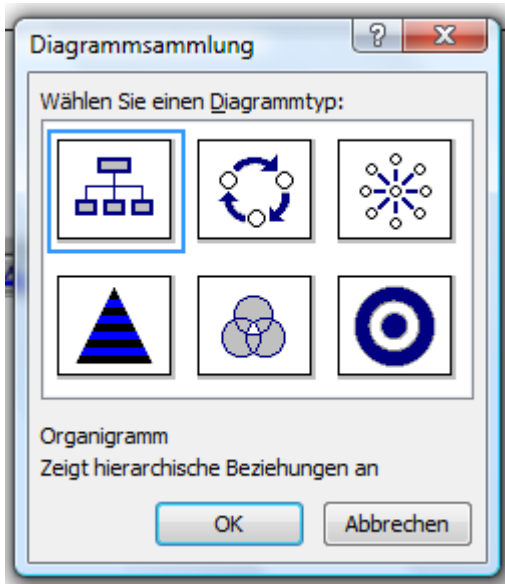 Diagrammsammlung
Wählen Sie einen Diagrammtyp:
Organigramm
Zeigt hierarchische Beziehungen an
OK
Abbrechen